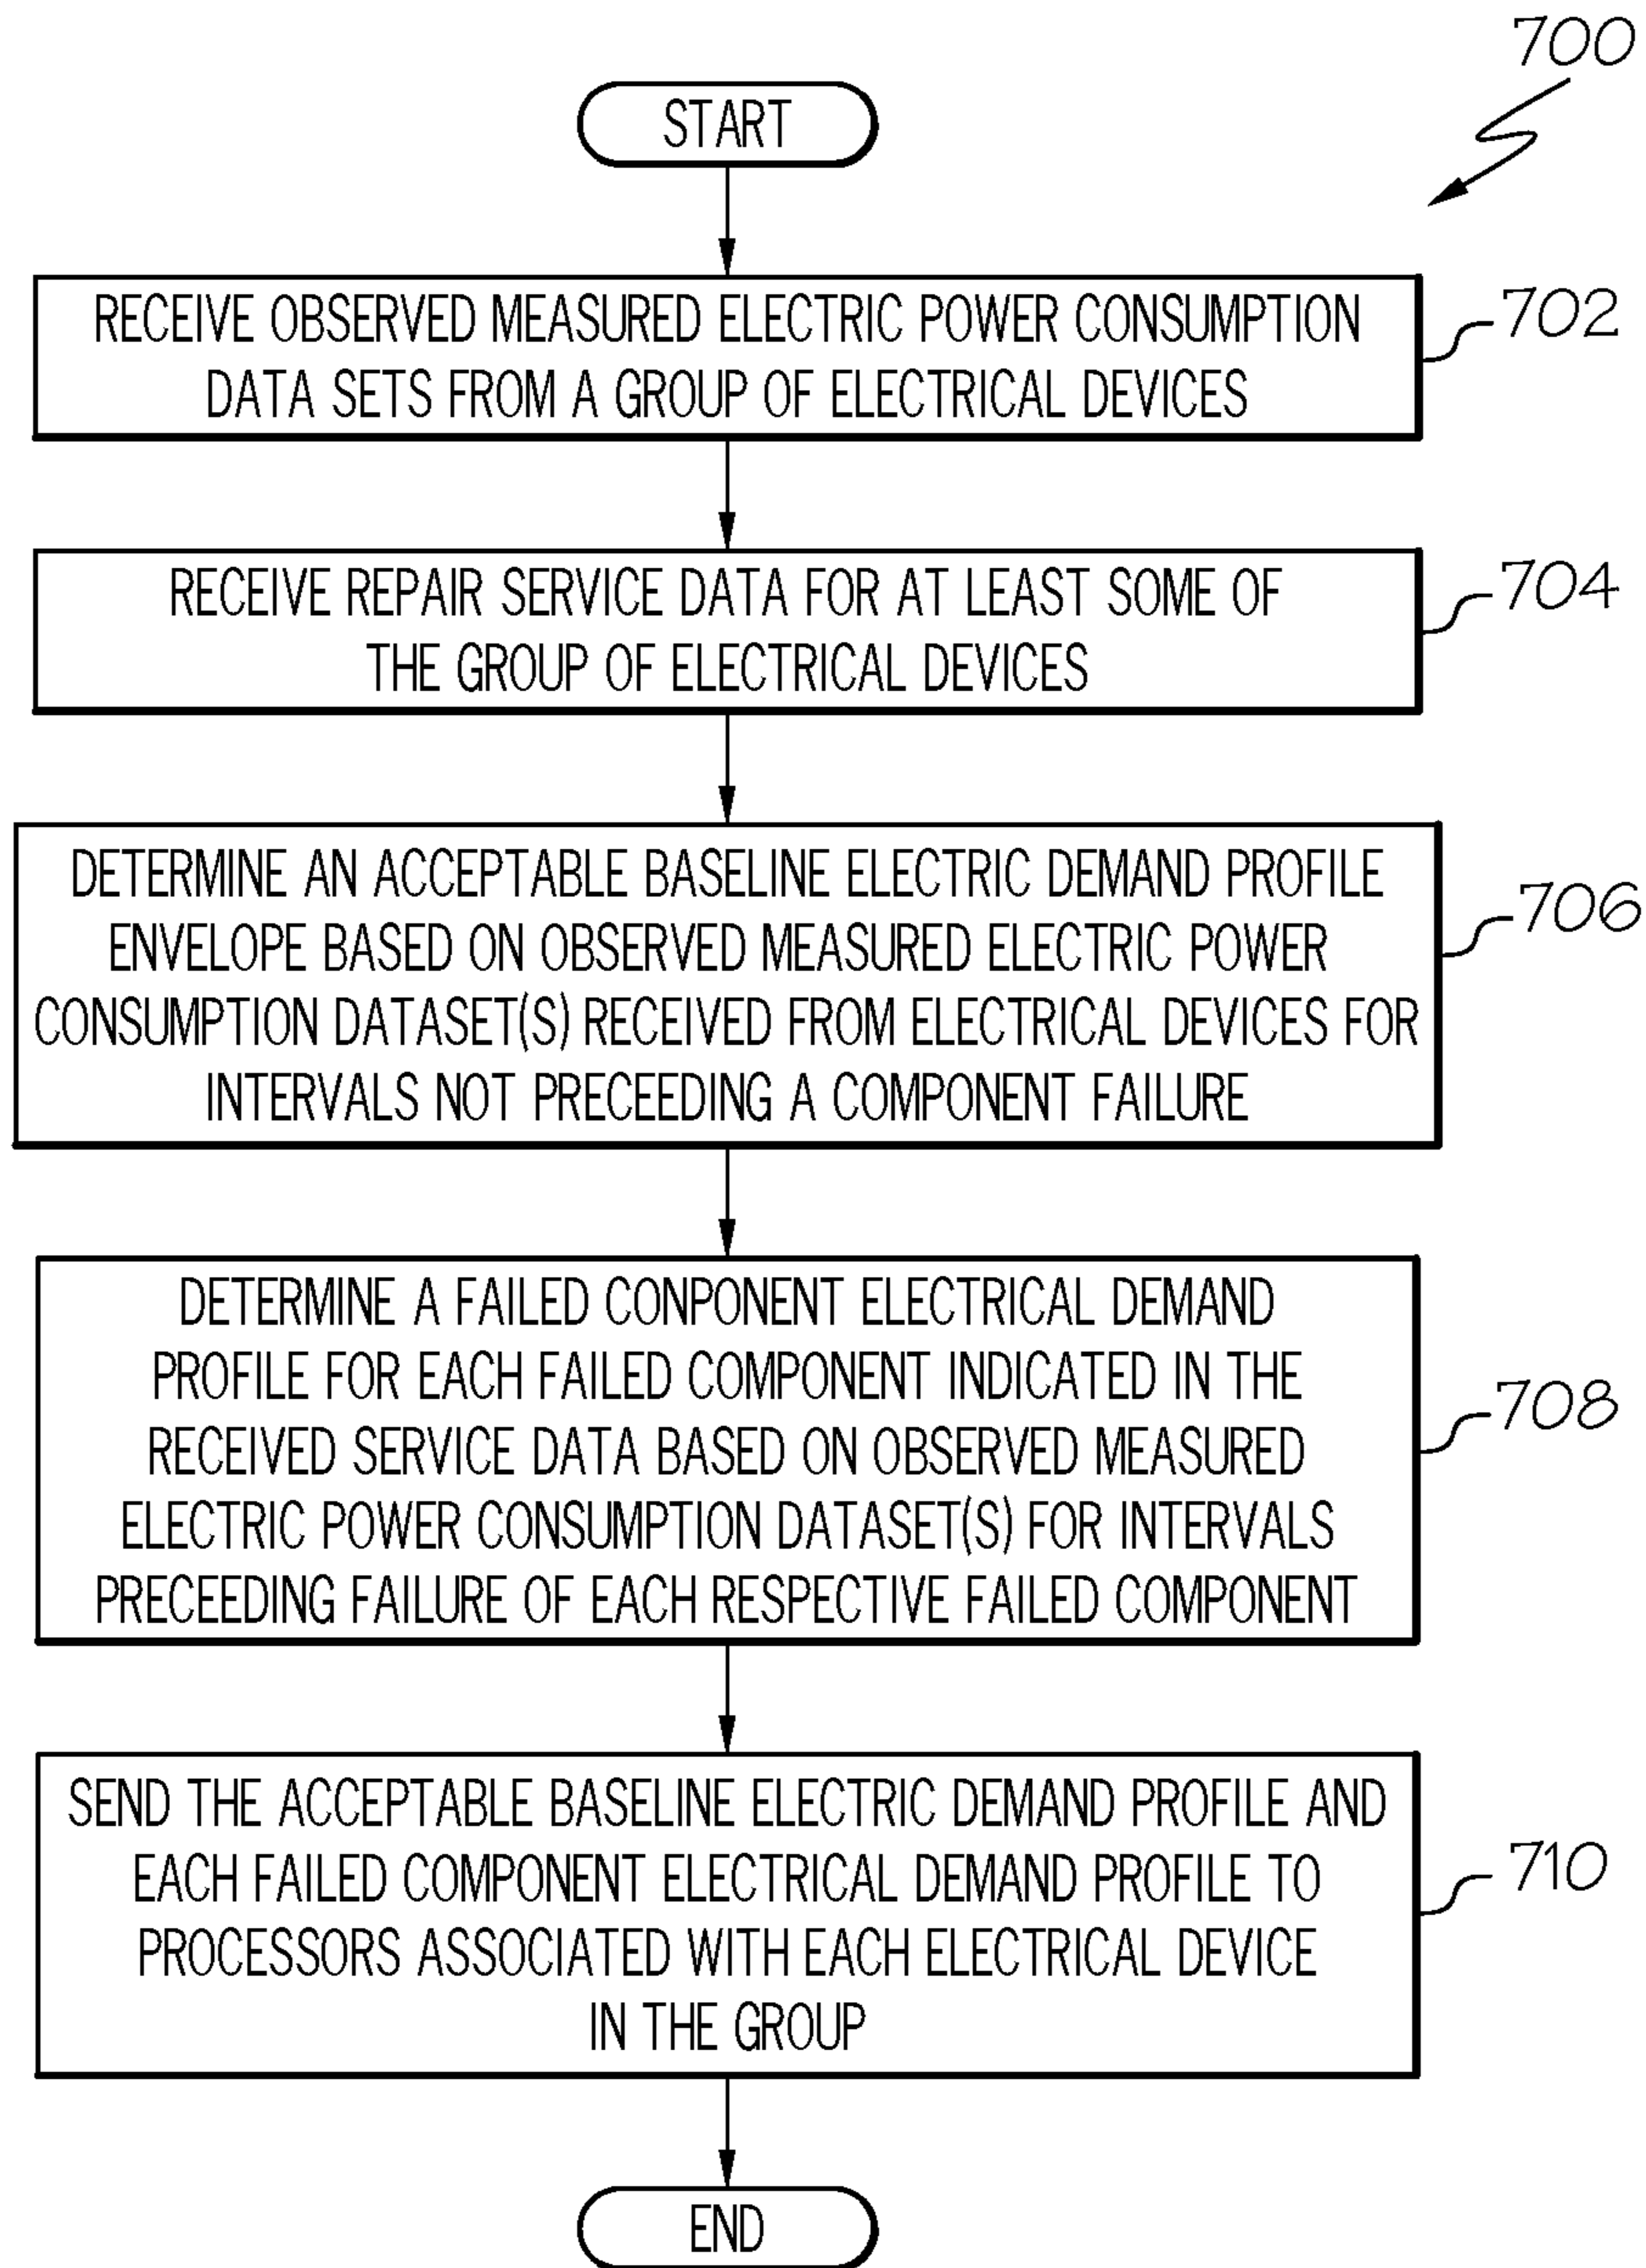 700
START
RECEIVE OBSERVED MEASURED ELECTRIC POWER CONSUMPTION
DATA SETS FROM A GROUP OF ELECTRICAL DEVICES
702
RECEIVE REPAIR SERVICE DATA FOR AT LEAST SOME OF
THE GROUP OF ELECTRICAL DEVICES
704
DETERMINE AN ACCEPTABLE BASELINE ELECTRIC DEMAND PROFILE
ENVELOPE BASED ON OBSERVED MEASURED ELECTRIC POWER
CONSUMPTION DATASET(S) RECEIVED FROM ELECTRICAL DEVICES FOR
INTERVALS NOT PRECEEDING A COMPONENT FAILURE
706
DETERMINE A FAILED CONPONENT ELECTRICAL DEMAND
PROFILE FOR EACH FAILED COMPONENT INDICATED IN THE
RECEIVED SERVICE DATA BASED ON OBSERVED MEASURED
ELECTRIC POWER CONSUMPTION DATASET(S) FOR INTERVALS
PRECEEDING FAILURE OF EACH RESPECTIVE FAILED COMPONENT
708
SEND THE ACCEPTABLE BASELINE ELECTRIC DEMAND PROFILE AND
EACH FAILED COMPONENT ELECTRICAL DEMAND PROFILE TO
PROCESSORS ASSOCIATED WITH EACH ELECTRICAL DEVICE
IN THE GROUP
710
END